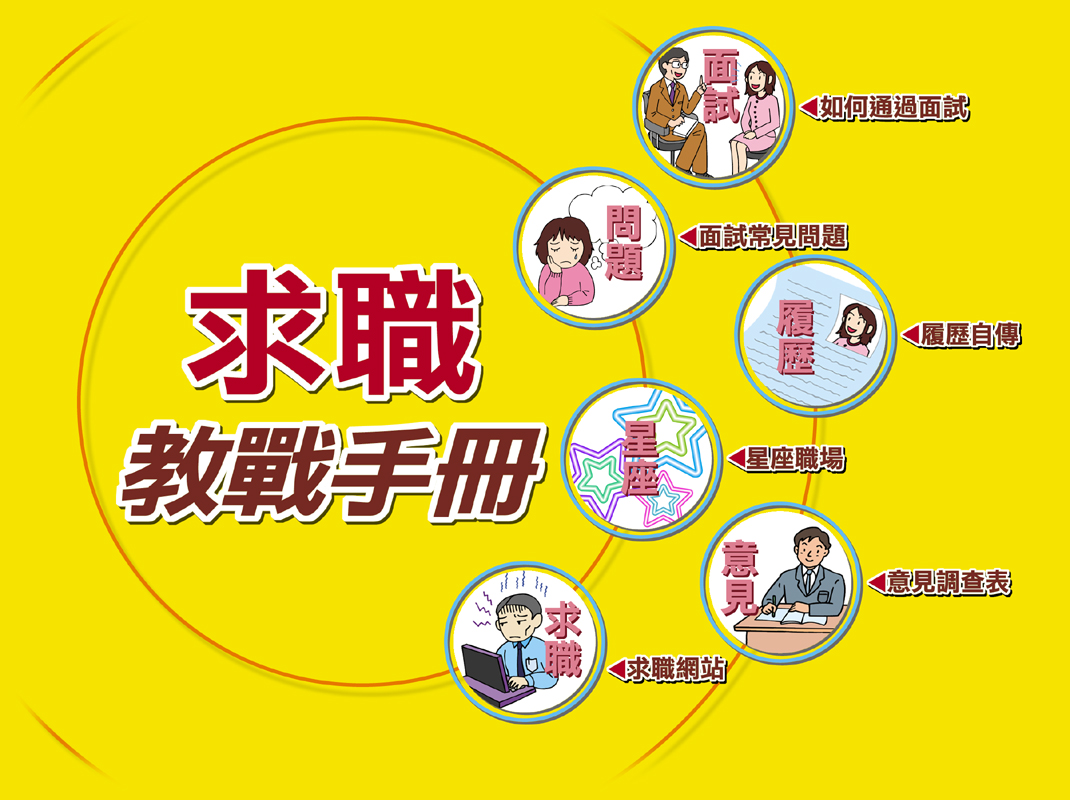 求職
教戰手冊
面試
如何通過面試
問題
面試常見問題
履歷
履歷自傳
星座
星座職場
意見
意見調查表
求職
求職網站